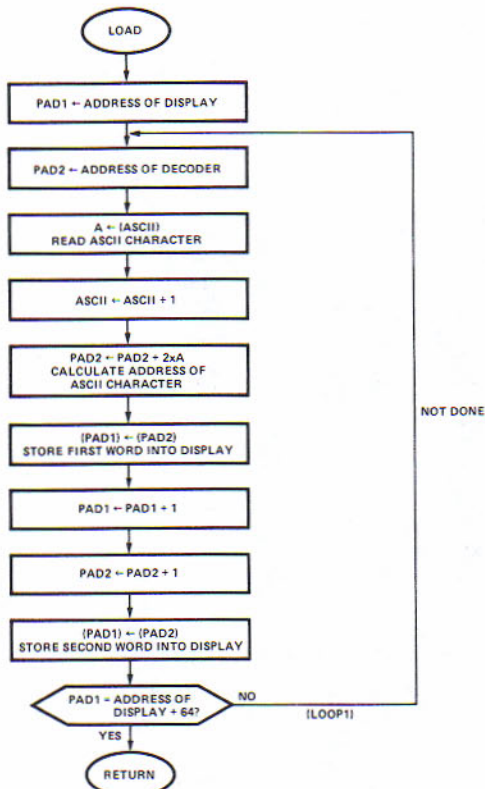 LOAD
PAD1 ← ADDRESS OF DISPLAY
PAD2 ← ADDRESS OF DECODER
A ← (ASCII)
READ ASCII CHARACTER
ASCII ← ASCII + 1
PAD2 ← PAD2 + 2xA
CALCULATE ADDRESS OF
ASCII CHARACTER
(PAD1) ← (PAD2)
STORE FIRST WORD INTO DISPLAY
PAD1 ← PAD1 + 1
PAD2 ← PAD2 + 1
(PAD1) ← (PAD2)
STORE SECOND WORD INTO DISPLAY
PAD1 = ADDRESS OF
DISPLAY + 64?
NO
(LOOP1)
NOT DONE
YES
RETURN